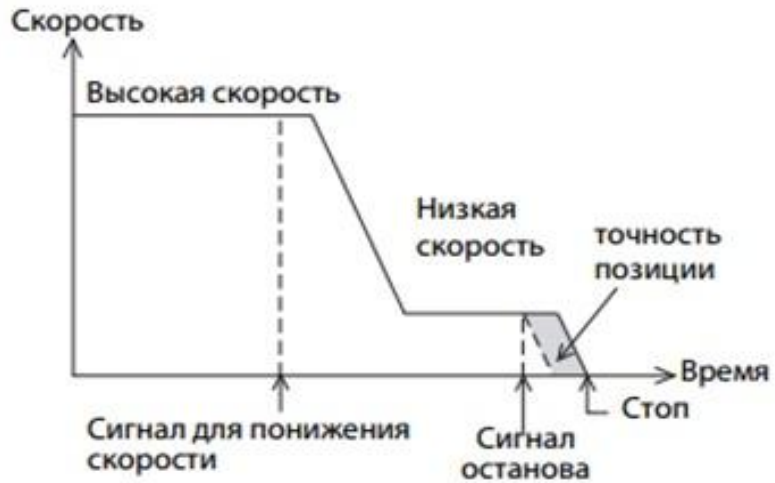 Скорость
Высокая скорость
Низкая
скорость
точность
позиции
Время
Стоп
Сигнал для понижения
скорости
Сигнал
останова